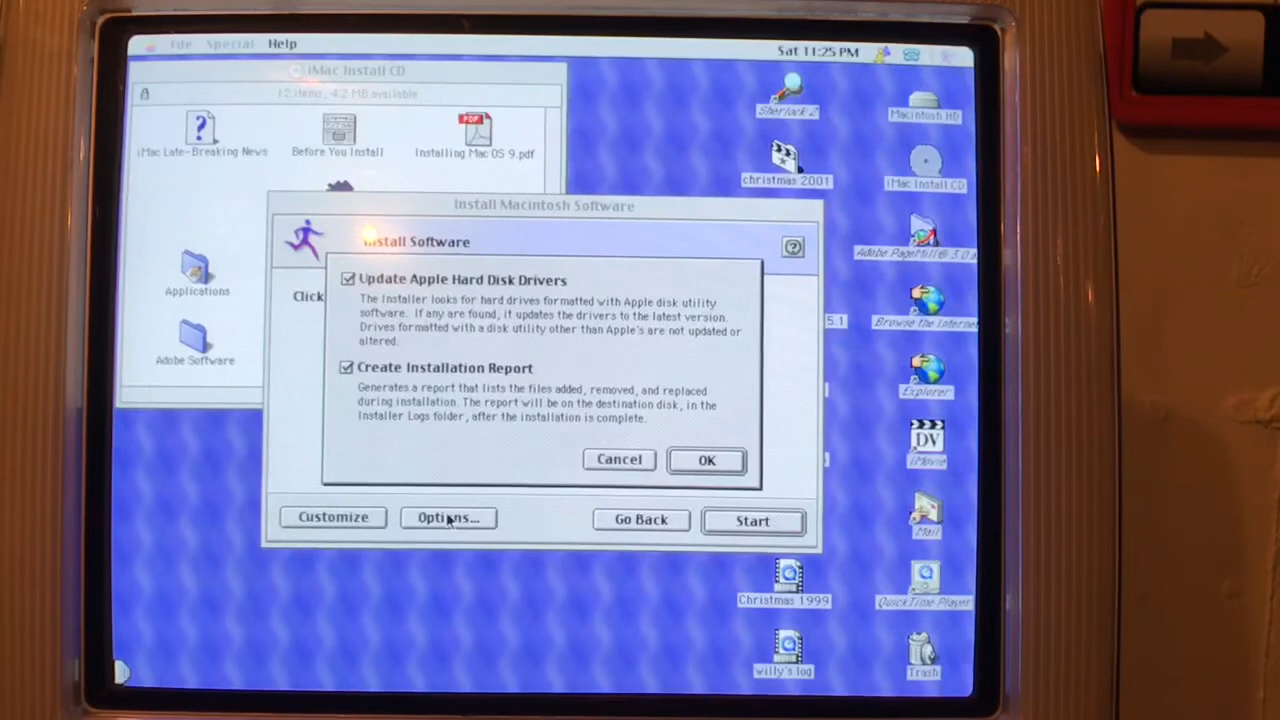 File Special Help
Sat 11:25 PM
iMac Install CD
12 items, 4.2 MB available
iMac Late-Breaking News
Before You Install
PDF
Installing Mac OS 9.pdf
Applications
Adobe Software
Install Macintosh Software
Install Software
Click
Update Apple Hard Disk Drivers
The Installer looks for hard drives formatted with Apple disk utility
software. If any are found, it updates the drivers to the latest version.
Drives formatted with a disk utility other than Apple's are not updated or
altered.
Create Installation Report
Generates a report that lists the files added, removed, and replaced
during installation. The report will be on the destination disk, in the
Installer Logs folder, after the installation is complete.
Cancel
OK
Customize
Options...
Go Back
Start
Sherlock 2
Macintosh HD
christmas 2001
iMac Install CD
Adobe PageMill® 3.0
5.1
Browse the Internet
Explorer
DV
iMovie
Mail
Christmas 1999
QuickTime Player
willy's log
Trash